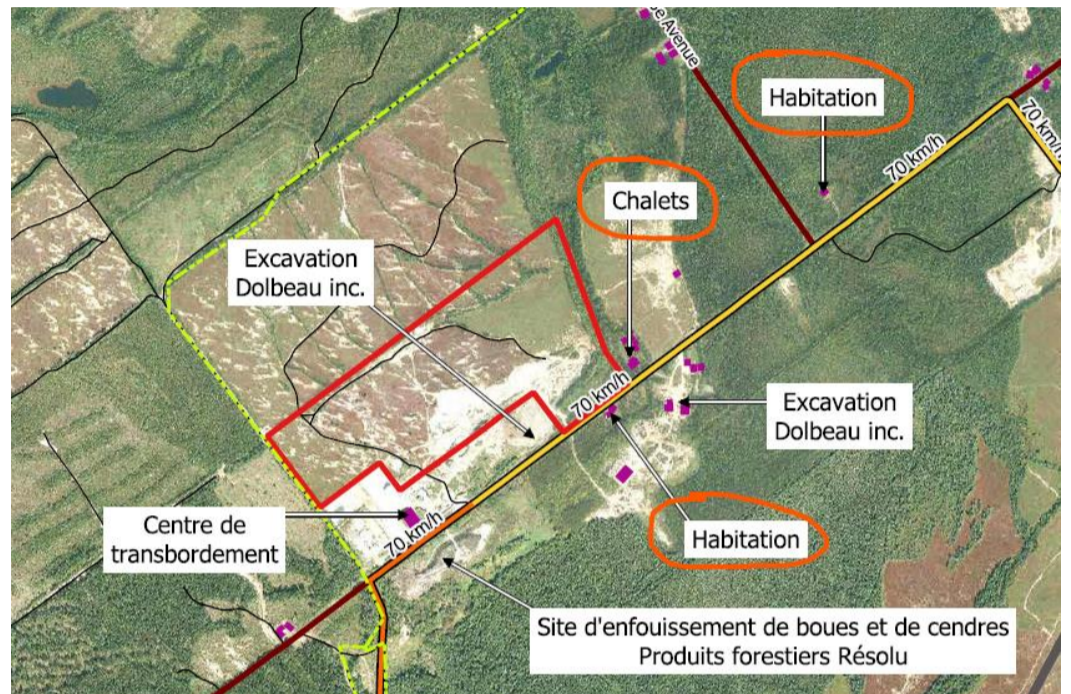 Avenue
Habitation
70 km/h
70 km/h
Chalets
Excavation
Dolbeau inc.
70 km/h
Excavation
Dolbeau inc.
Centre de
transbordement
70 km/h
Habitation
Site d'enfouissement de boues et de cendres
Produits forestiers Résolu